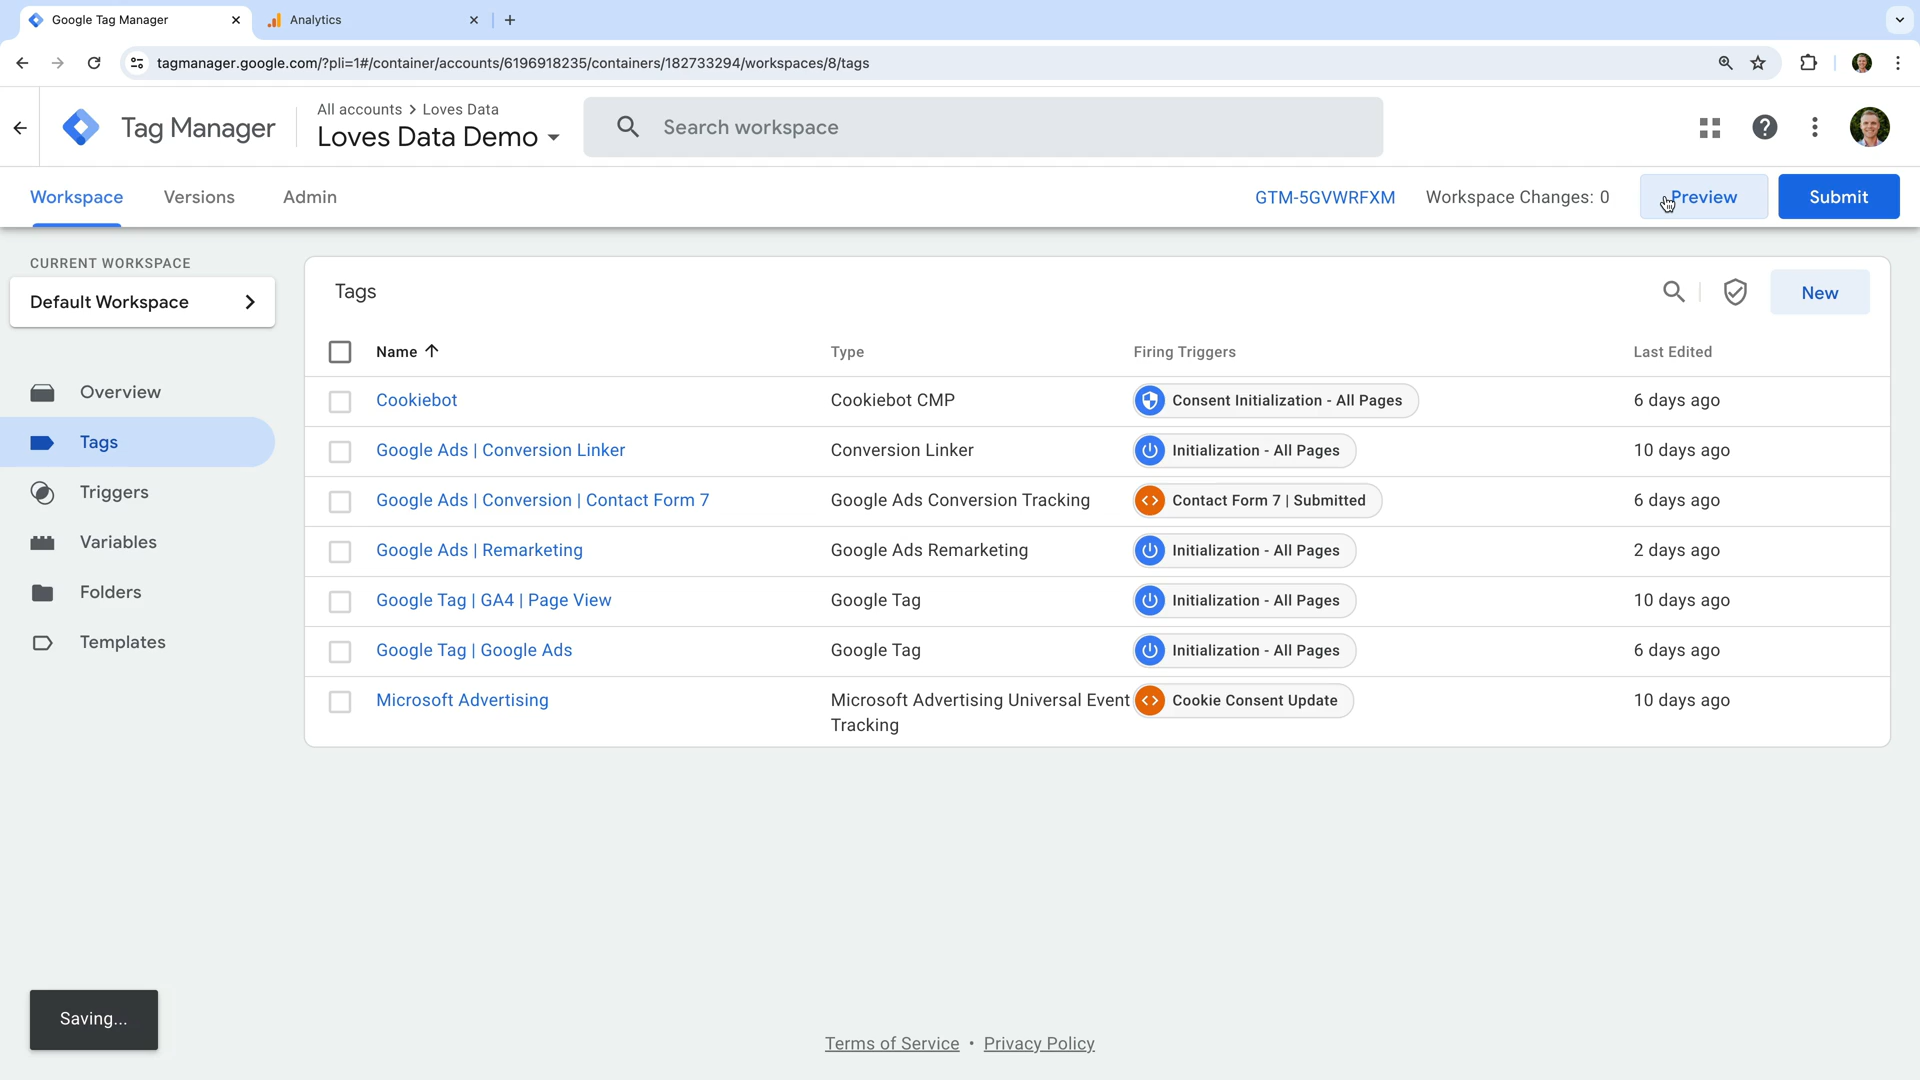 Google Tag Manager
Analytics
tagmanager.google.com/?pli=1#/container/accounts/6196918235/containers/182733294/workspaces/8/tags
Tag Manager
All accounts > Loves Data
Loves Data Demo
Search workspace
Workspace
Versions
Admin
GTM-5GVWRFXM
Workspace Changes: 0
Preview
Submit
CURRENT WORKSPACE
Default Workspace
Overview
Tags
Triggers
Variables
Folders
Templates
Tags
New
Name Type Firing Triggers Last Edited
Cookiebot Cookiebot CMP Consent Initialization - All Pages 6 days ago
Google Ads | Conversion Linker Conversion Linker Initialization - All Pages 10 days ago
Google Ads | Conversion | Contact Form 7 Google Ads Conversion Tracking Contact Form 7 | Submitted 6 days ago
Google Ads | Remarketing Google Ads Remarketing Initialization - All Pages 2 days ago
Google Tag | GA4 | Page View Google Tag Initialization - All Pages 10 days ago
Google Tag | Google Ads Google Tag Initialization - All Pages 6 days ago
Microsoft Advertising Microsoft Advertising Universal Event Cookie Consent Update 10 days ago
Tracking
Saving...
Terms of Service • Privacy Policy